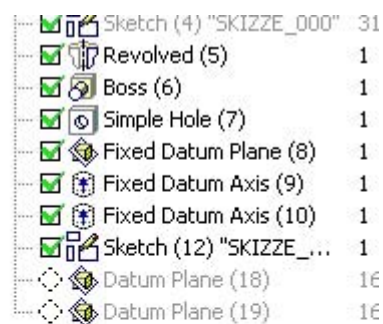 Sketch (4) "SKIZZE_000" 31
Revolved (5) 1
Boss (6) 1
Simple Hole (7) 1
Fixed Datum Plane (8) 1
Fixed Datum Axis (9) 1
Fixed Datum Axis (10) 1
Sketch (12) "SKIZZE_... 1
Datum Plane (18) 16
Datum Plane (19) 16